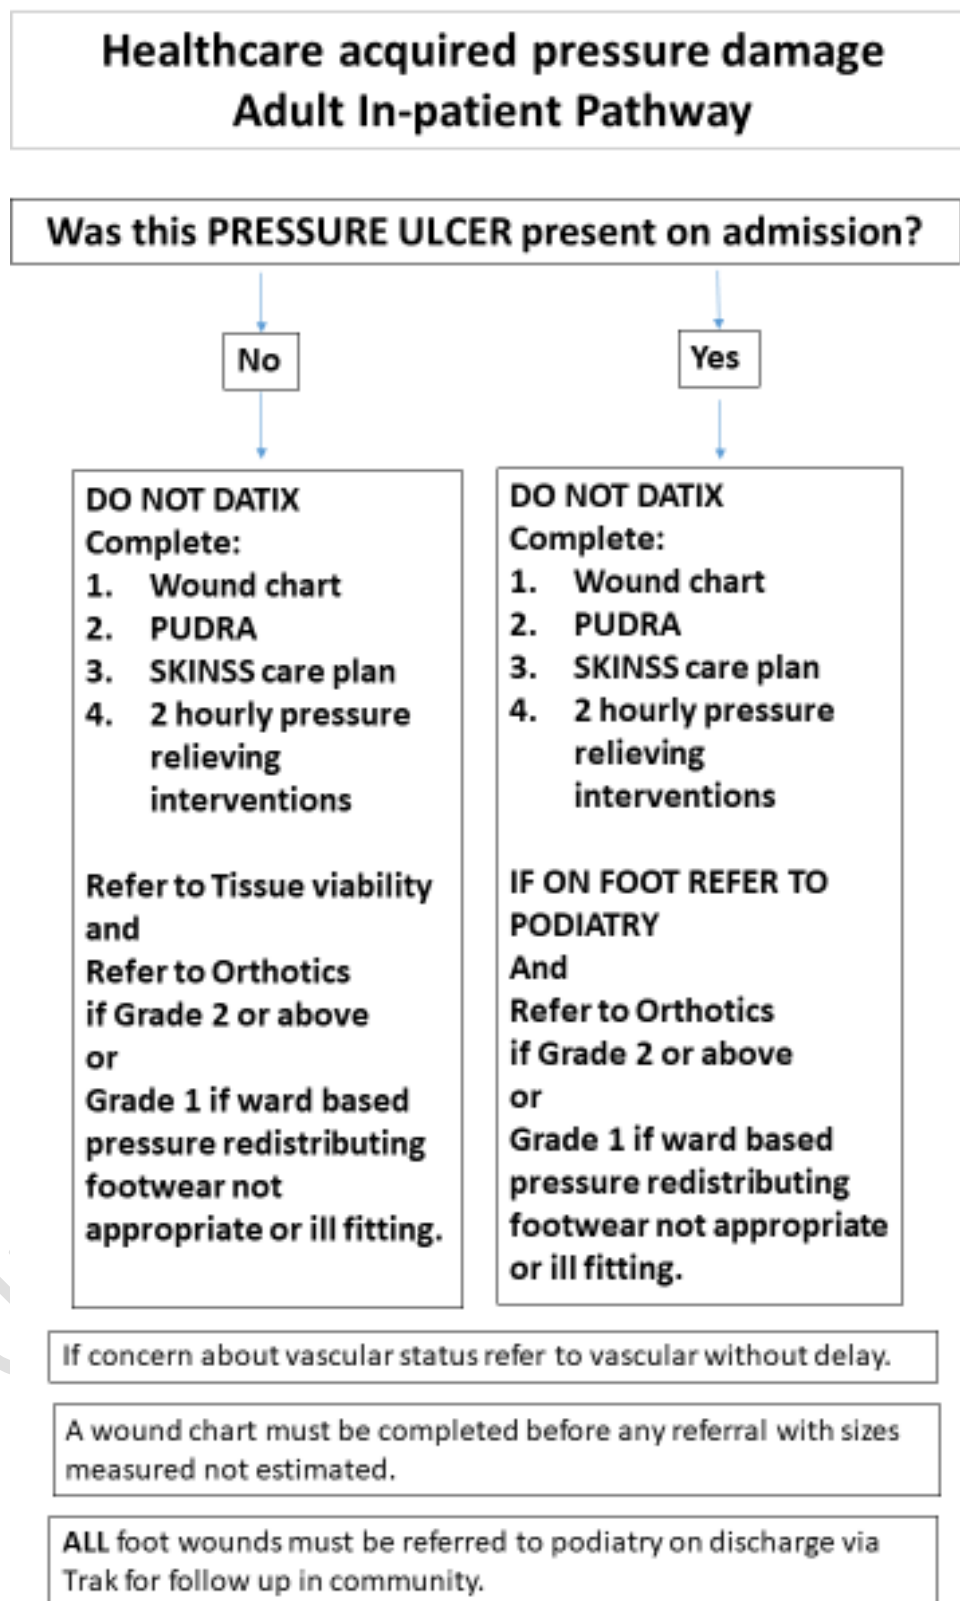 Healthcare acquired pressure damage
Adult In-patient Pathway
Was this PRESSURE ULCER present on admission?
No
Yes
DO NOT DATIX
Complete:
1. Wound chart
2. PUDRA
3. SKINSS care plan
4. 2 hourly pressure
relieving
interventions
Refer to Tissue viability
and
Refer to Orthotics
if Grade 2 or above
or
Grade 1 if ward based
pressure redistributing
footwear not
appropriate or ill fitting.
DO NOT DATIX
Complete:
1. Wound chart
2. PUDRA
3. SKINSS care plan
4. 2 hourly pressure
relieving
interventions
IF ON FOOT REFER TO
PODIATRY
And
Refer to Orthotics
if Grade 2 or above
or
Grade 1 if ward based
pressure redistributing
footwear not appropriate
or ill fitting.
If concern about vascular status refer to vascular without delay.
A wound chart must be completed before any referral with sizes
measured not estimated.
ALL foot wounds must be referred to podiatry on discharge via
Trak for follow up in community.